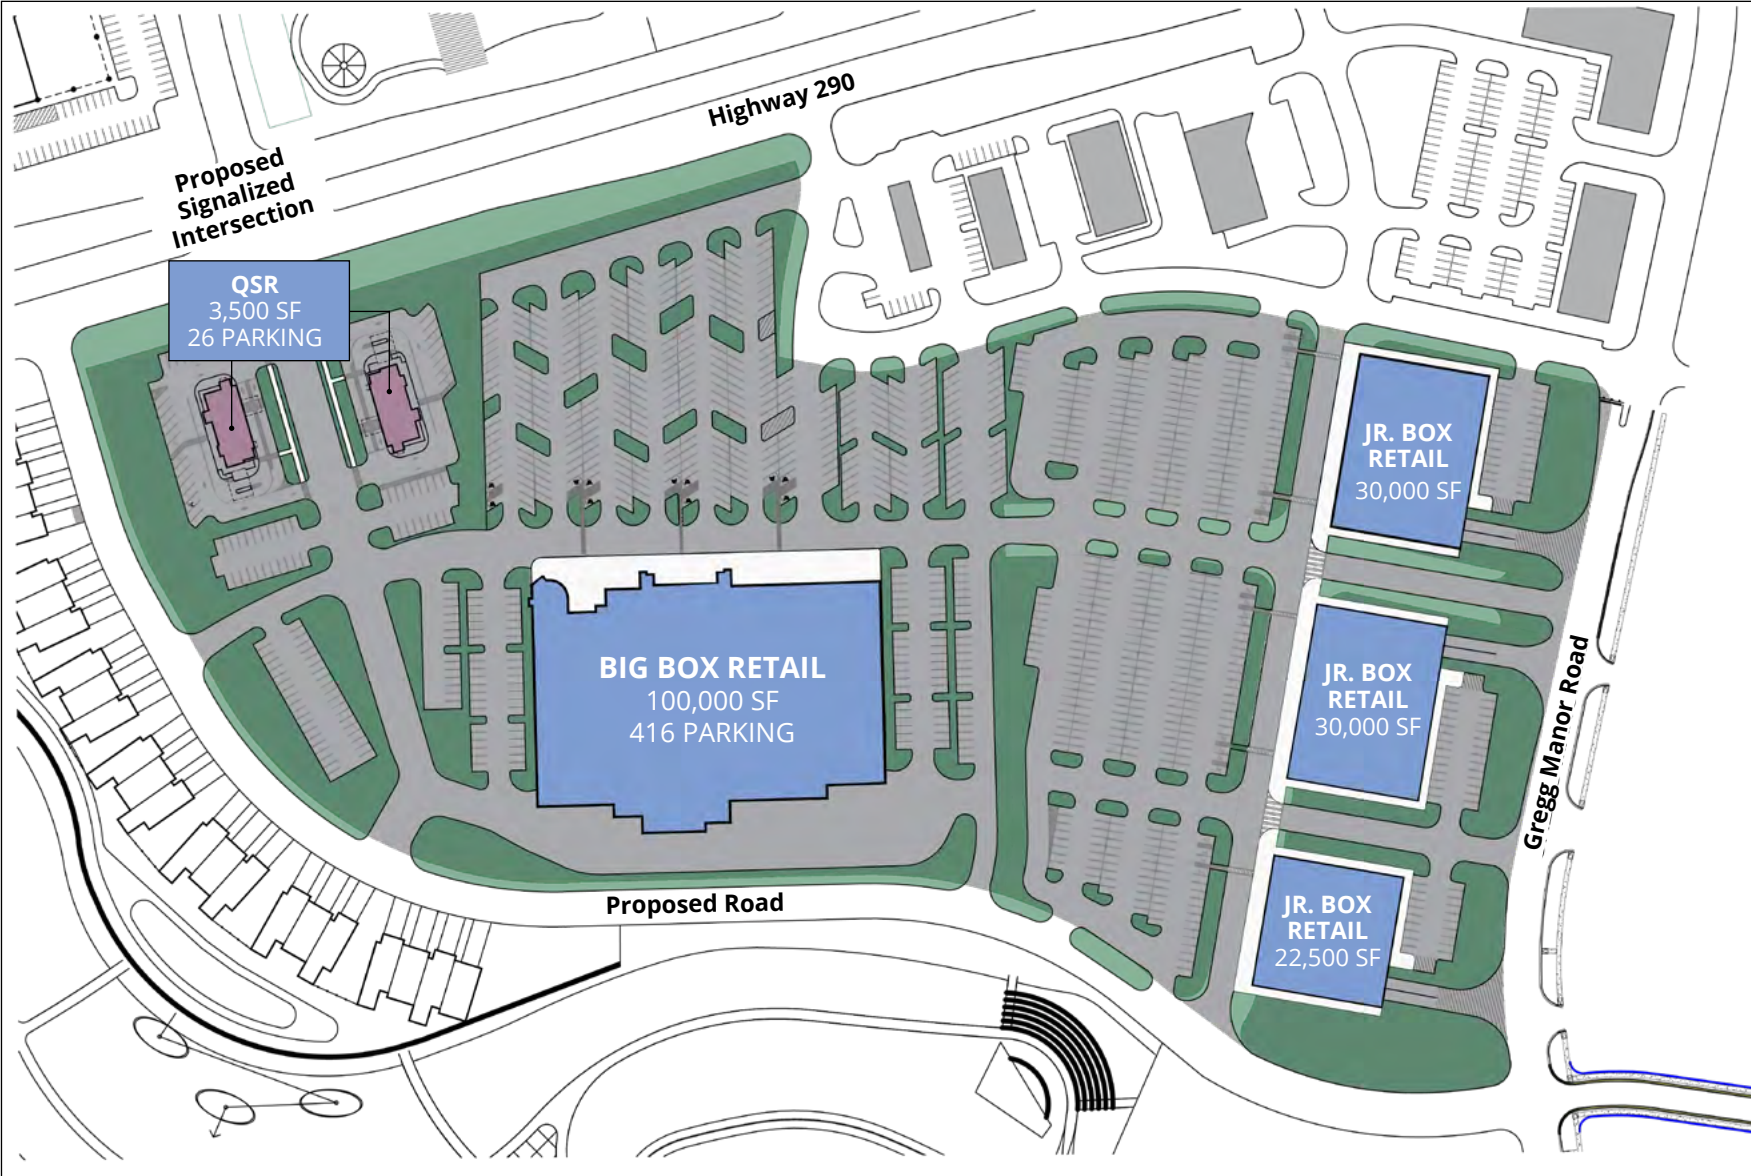 Highway 290
Proposed
Signalized
Intersection
QSR
3,500 SF
26 PARKING
JR. BOX
RETAIL
30,000 SF
BIG BOX RETAIL
100,000 SF
416 PARKING
JR. BOX
RETAIL
30,000 SF
Gregg Manor Road
JR. BOX
RETAIL
22,500 SF
Proposed Road